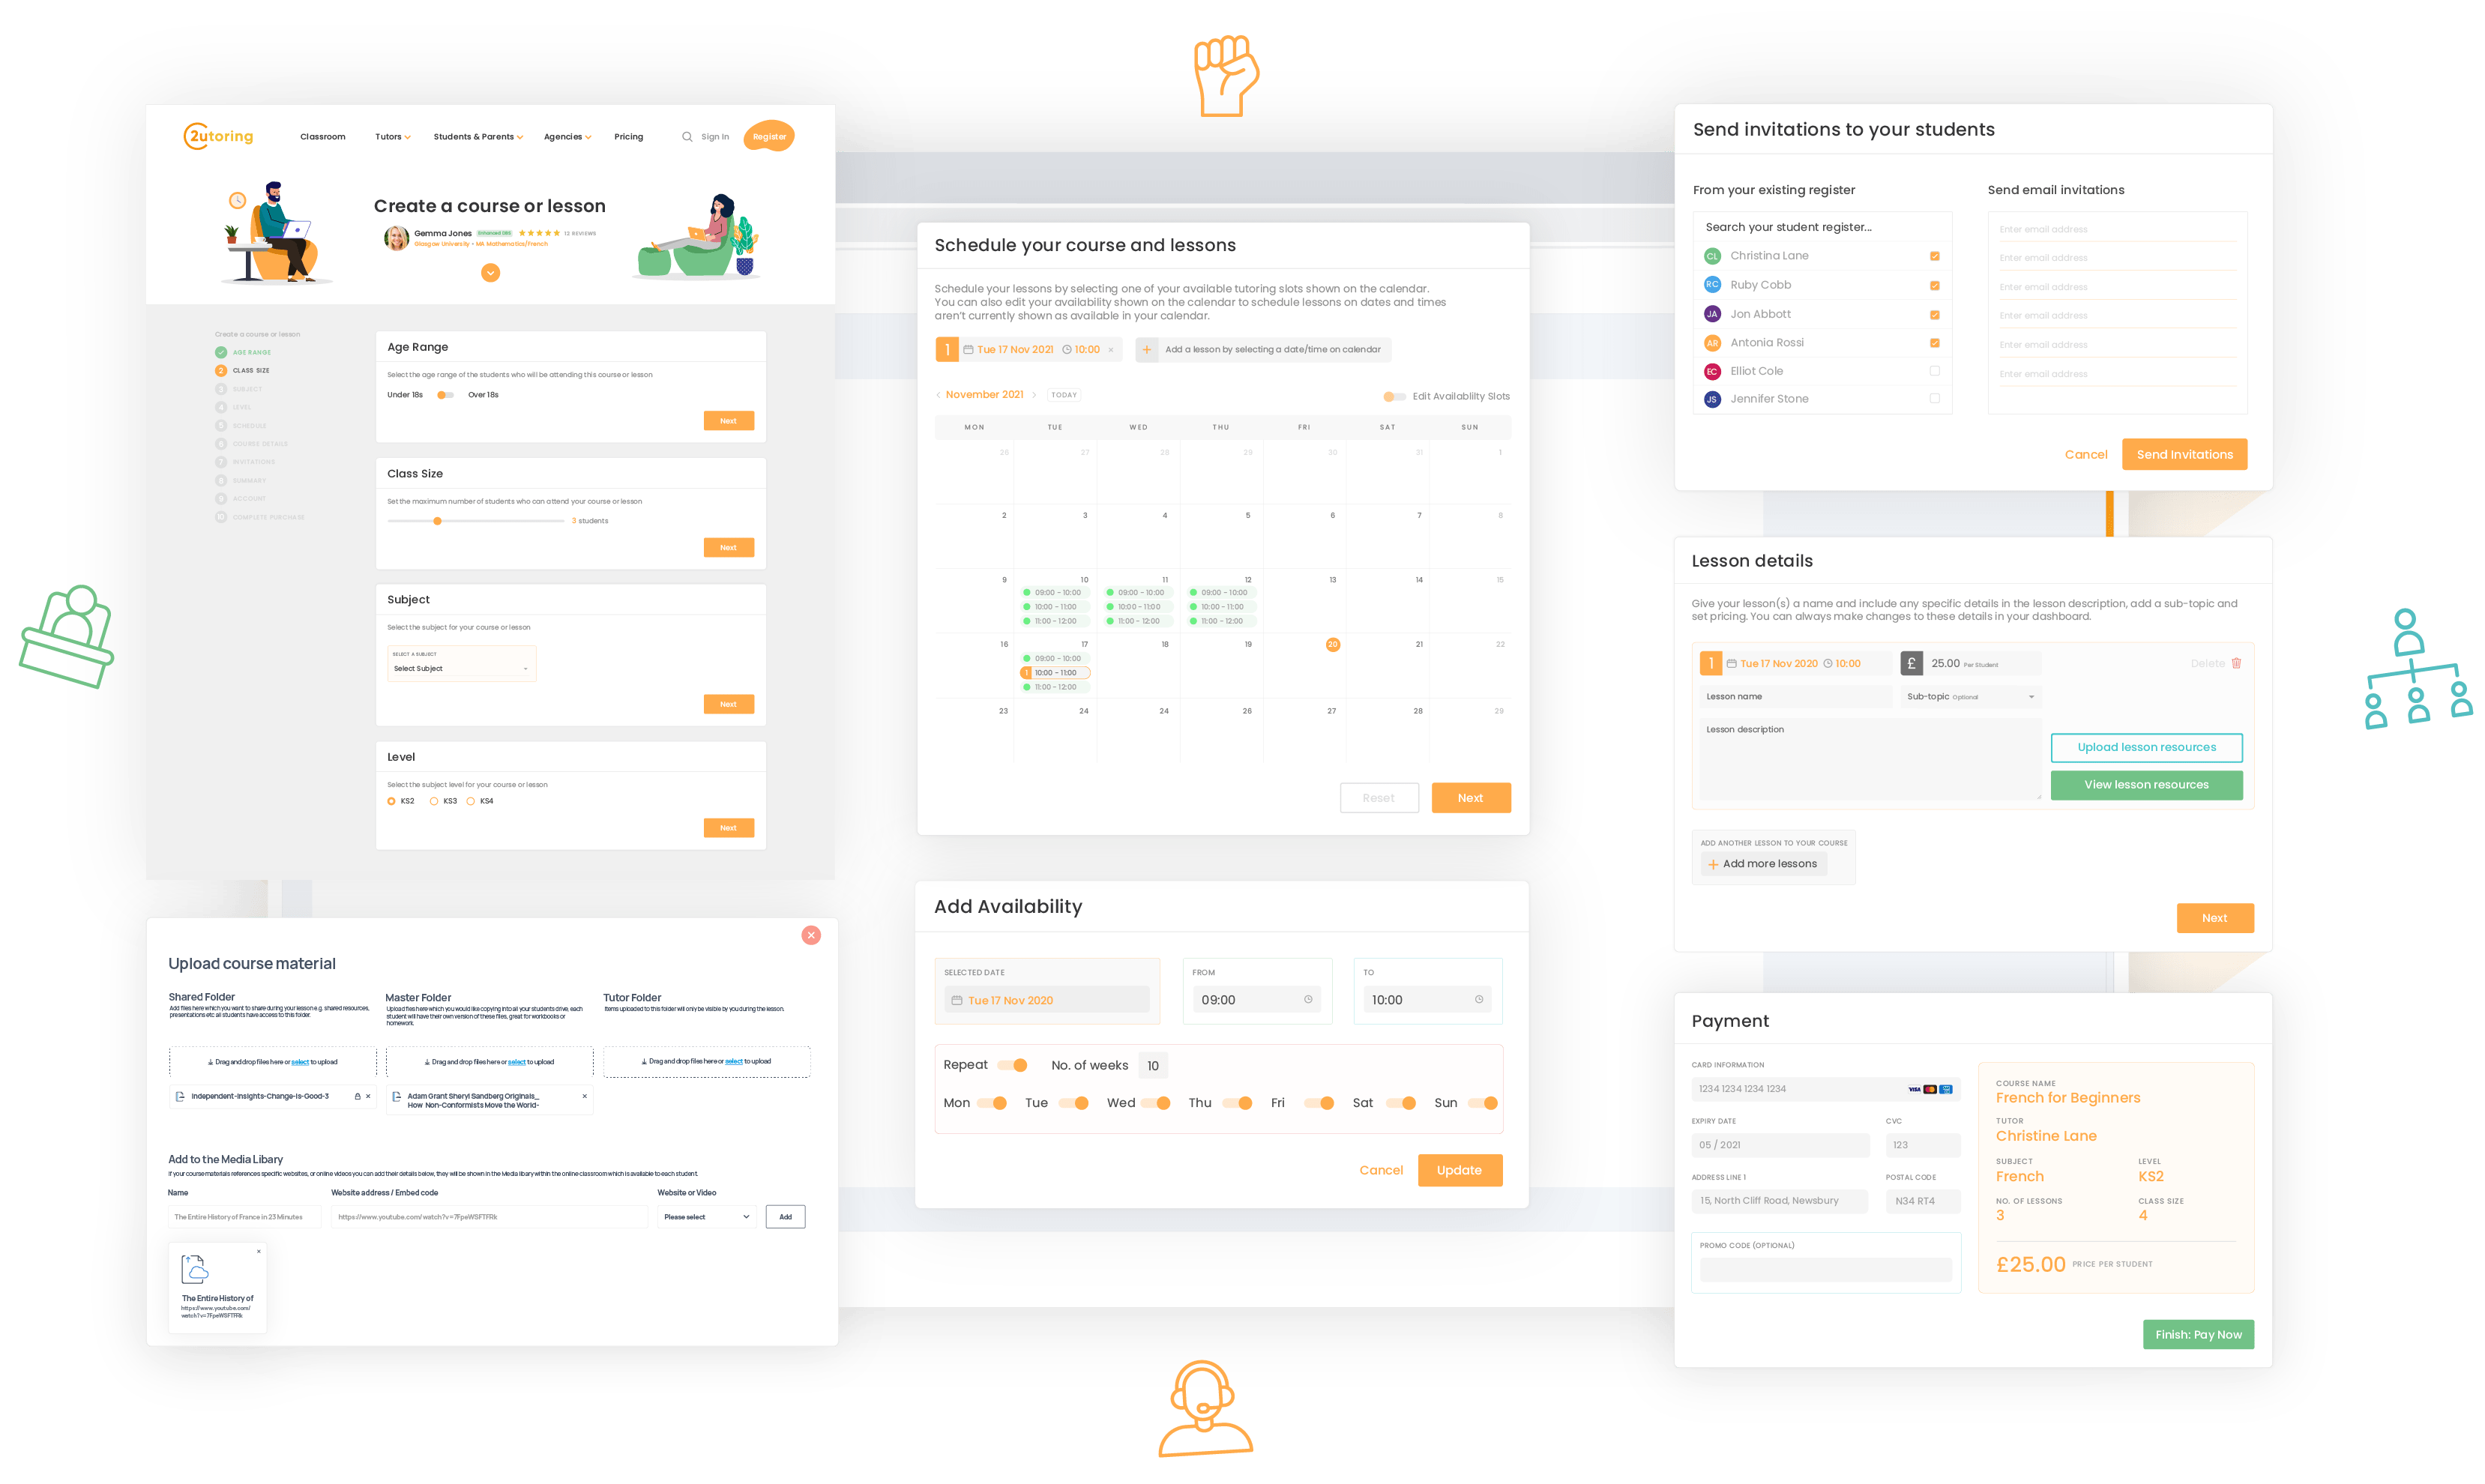 2utoring
Classroom
Tutors
Students & Parents
Agencies
Pricing
Sign In
Register
Create a course or lesson
Gemma Jones
Enhanced DBS
13 REVIEWS
Glasgow University • MA Mathematics/French
Create a course or lesson
AGE RANGE
2 CLASS SIZE
3 SUBJECT
4 LEVEL
5 SCHEDULE
6 COURSE DETAILS
7 INVITATIONS
8 SUMMARY
9 ACCOUNT
10 COMPLETE PURCHASE
Age Range
Select the age range of the students who will be attending this course or lesson
Under 18s
Over 18s
Next
Class Size
Set the maximum number of students who can attend your course or lesson
3 students
Next
Subject
Select the subject for your course or lesson
SELECT A SUBJECT
Select Subject
Next
Level
Select the subject level for your course or lesson
KS2 KS3 KS4
Next
Upload course material
Shared Folder
Add files here which you want to share during your lesson e.g. shared resources,
presentations etc all students have access to this folder.
Drag and drop files here or select to upload
Independent-Insights-Change-Is-Good-3
Master Folder
Upload files here which you would like copying into all your students drive, each
student will have their own version of these files, great for workbooks or
homework.
Drag and drop files here or select to upload
Adam Grant Sheryl Sandberg Originals_
How Non-Conformists Move the World-
Tutor Folder
Items uploaded to this folder will only be visible by you during the lesson.
Drag and drop files here or select to upload
Add to the Media Libary
If your course materials references specific websites, or online videos you can add their details below, they will be shown in the Media libary within the online classroom which is available to each student.
Name
Website address / Embed code
Website or Video
The Entire History of France in 23 Minutes
https://www.youtube.com/watch?v=7FpeWSFTFRk
Please select
Add
The Entire History of
https://www.youtube.com/
watch?v=7FpeWSFTFRk
Schedule your course and lessons
Schedule your lessons by selecting one of your available tutoring slots shown on the calendar.
You can also edit your availability shown on the calendar to schedule lessons on dates and times
aren’t currently shown as available in your calendar.
1 Tue 17 Nov 2021 10:00 ×
+ Add a lesson by selecting a date/time on calendar
November 2021
TODAY
Edit Availablilty Slots
MON TUE WED THU FRI SAT SUN
26 27 28 29 30 31 1
2 3 4 5 6 7 8
9 10 11 12 13 14 15
09:00 - 10:00 09:00 - 10:00 09:00 - 10:00
10:00 - 11:00 10:00 - 11:00 10:00 - 11:00
11:00 - 12:00 11:00 - 12:00 11:00 - 12:00
16 17 18 19 20 21 22
09:00 - 10:00
1 10:00 - 11:00
11:00 - 12:00
23 24 24 26 27 28 29
Reset
Next
Add Availability
SELECTED DATE
Tue 17 Nov 2020
FROM
09:00
TO
10:00
Repeat
No. of weeks 10
Mon Tue Wed Thu Fri Sat Sun
Cancel
Update
Send invitations to your students
From your existing register
Search your student register...
CL Christina Lane
RC Ruby Cobb
JA Jon Abbott
AR Antonia Rossi
EC Elliot Cole
JS Jennifer Stone
Send email invitations
Enter email address
Enter email address
Enter email address
Enter email address
Enter email address
Enter email address
Cancel
Send Invitations
Lesson details
Give your lesson(s) a name and include any specific details in the lesson description, add a sub-topic and
set pricing. You can always make changes to these details in your dashboard.
1 Tue 17 Nov 2020 10:00
£ 25.00 Per Student
Delete
Lesson name
Sub-topic Optional
Lesson description
Upload lesson resources
View lesson resources
ADD ANOTHER LESSON TO YOUR COURSE
+ Add more lessons
Next
Payment
CARD INFORMATION
1234 1234 1234 1234
VISA
EXPIRY DATE
CVC
05 / 2021
123
ADDRESS LINE 1
POSTAL CODE
15, North Cliff Road, Newsbury
N34 RT4
PROMO CODE (OPTIONAL)
COURSE NAME
French for Beginners
TUTOR
Christine Lane
SUBJECT
LEVEL
French
KS2
NO. OF LESSONS
CLASS SIZE
3
4
£25.00 PRICE PER STUDENT
Finish: Pay Now